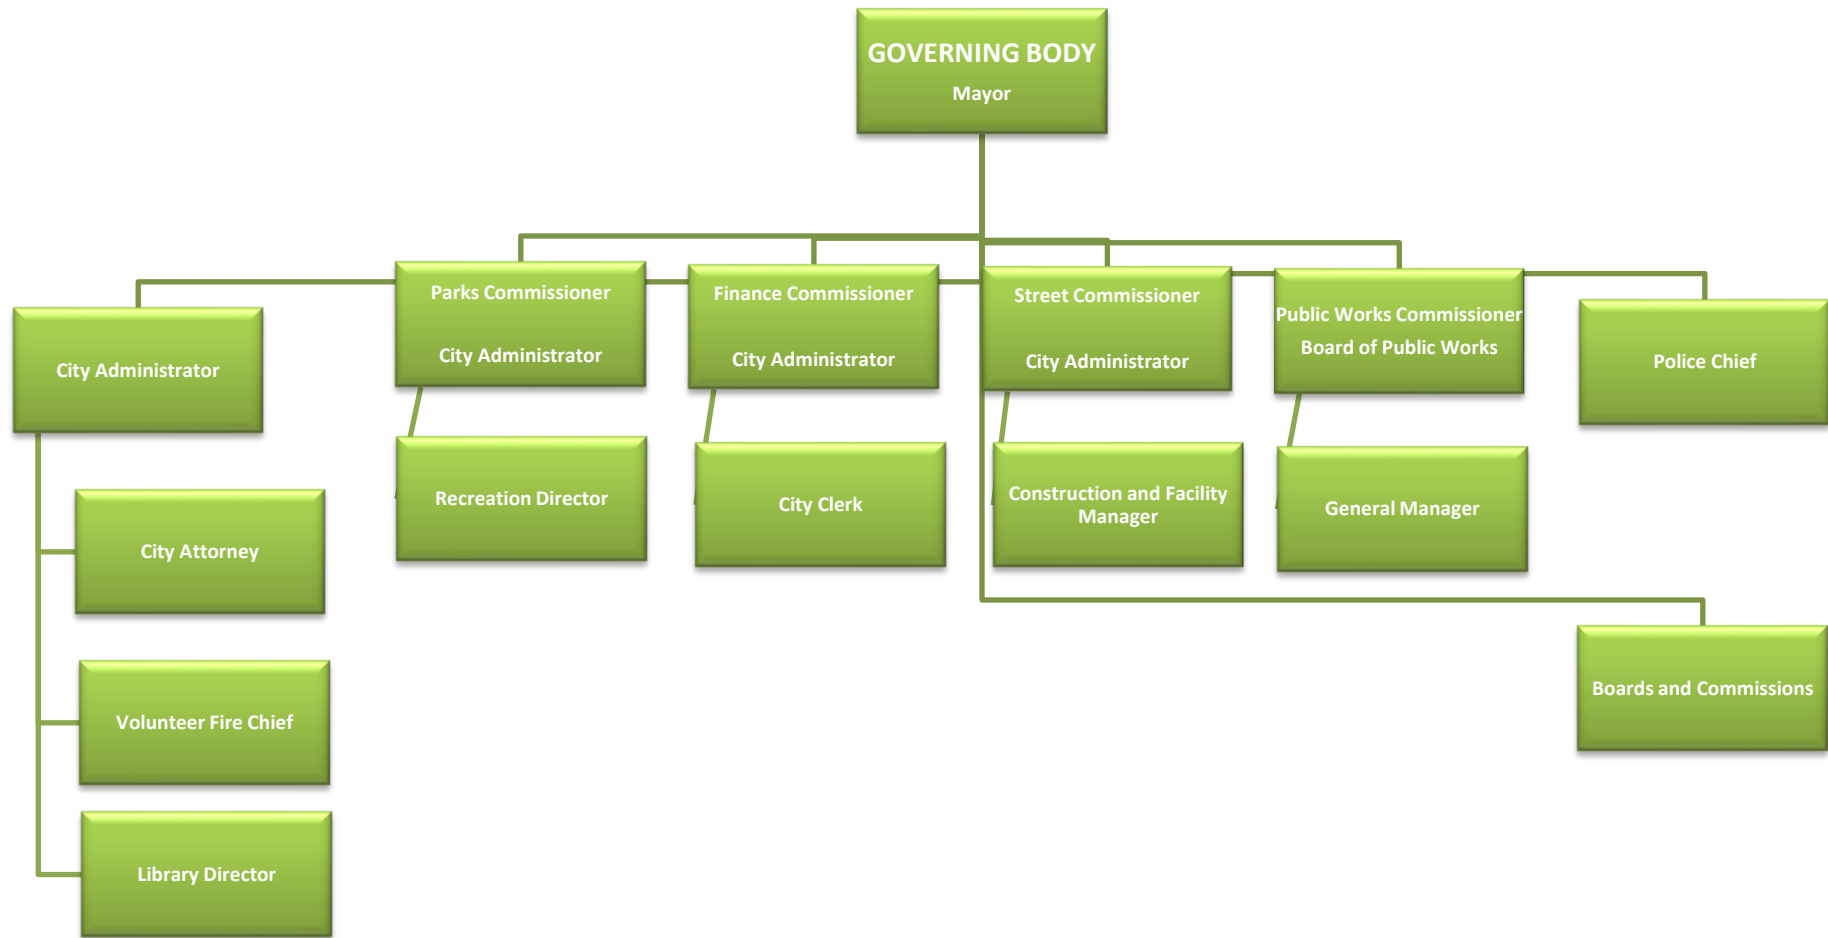 GOVERNING BODY
Mayor
City Administrator
Parks Commissioner
City Administrator
Finance Commissioner
City Administrator
Street Commissioner
City Administrator
Public Works Commissioner
Board of Public Works
Police Chief
Recreation Director
City Clerk
Construction and Facility
Manager
General Manager
City Attorney
Volunteer Fire Chief
Library Director
Boards and Commissions